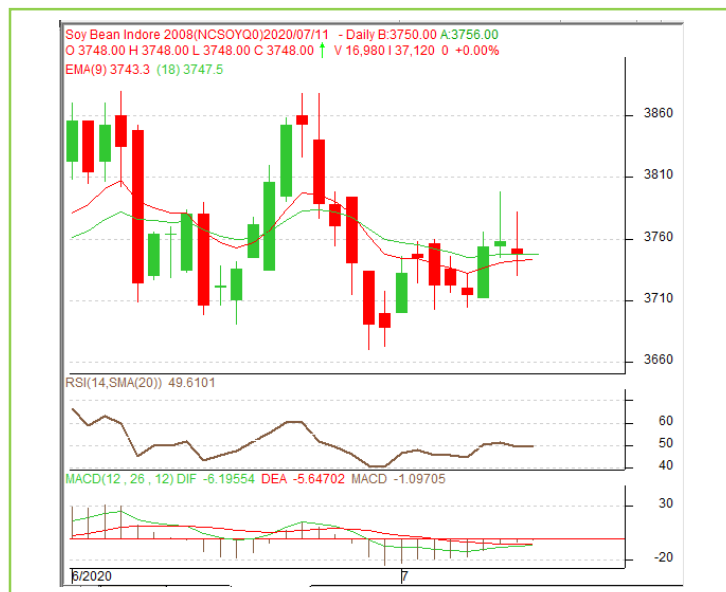 Soy Bean Indore 2008(NCSOYQ0)2020/07/11 - Daily B:3750.00 A:3756.00
O 3748.00 H 3748.00 L 3748.00 C 3748.00 ↑ V 16,980 I 37,120 0 +0.00%
EMA(9) 3743.3 (18) 3747.5
3860
3810
3760
3710
3660
RSI(14,SMA(20)) 49.6101
60
50
40
MACD(12 , 26 , 12) DIF -6.19554 DEA -5.64702 MACD -1.09705
30
-20
6/2020 7